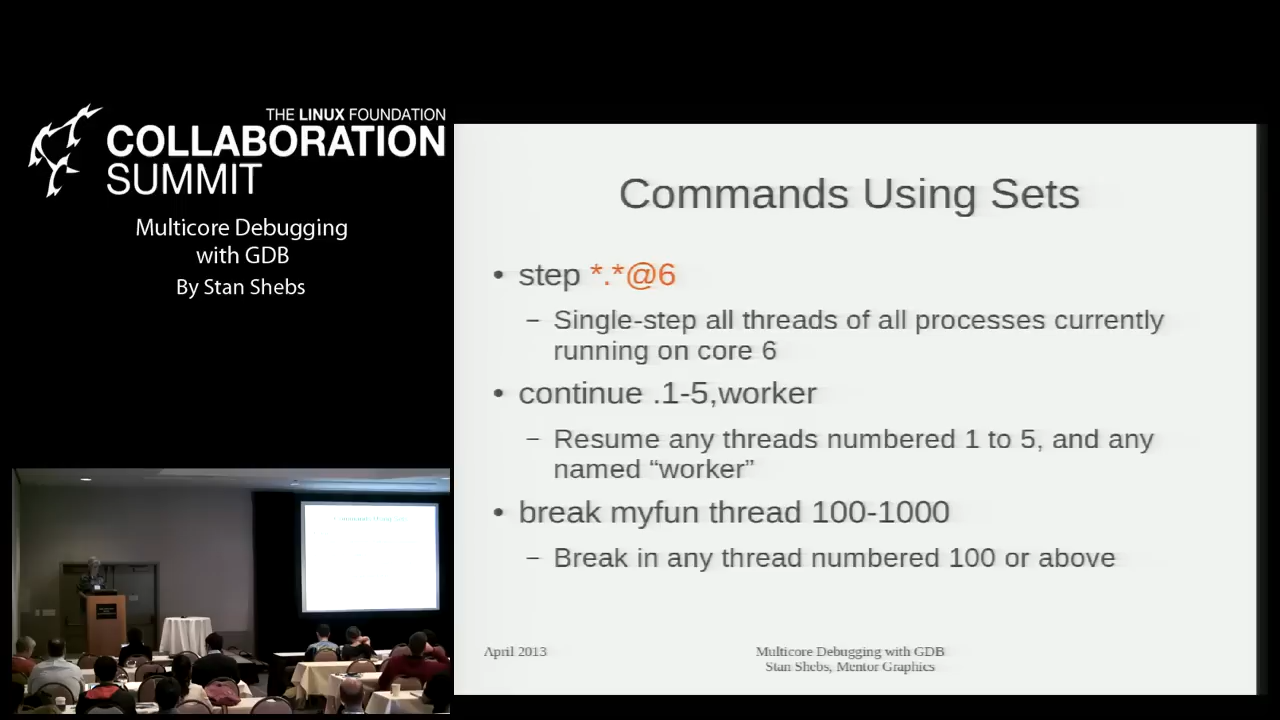 THE LINUX FOUNDATION
COLLABORATION
SUMMIT
Multicore Debugging
with GDB
By Stan Shebs
Commands Using Sets
• step *.*@6
– Single-step all threads of all processes currently
running on core 6
• continue .1-5,worker
– Resume any threads numbered 1 to 5, and any
named “worker”
• break myfun thread 100-1000
– Break in any thread numbered 100 or above
April 2013
Multicore Debugging with GDB
Stan Shebs, Mentor Graphics
Commands Using Sets